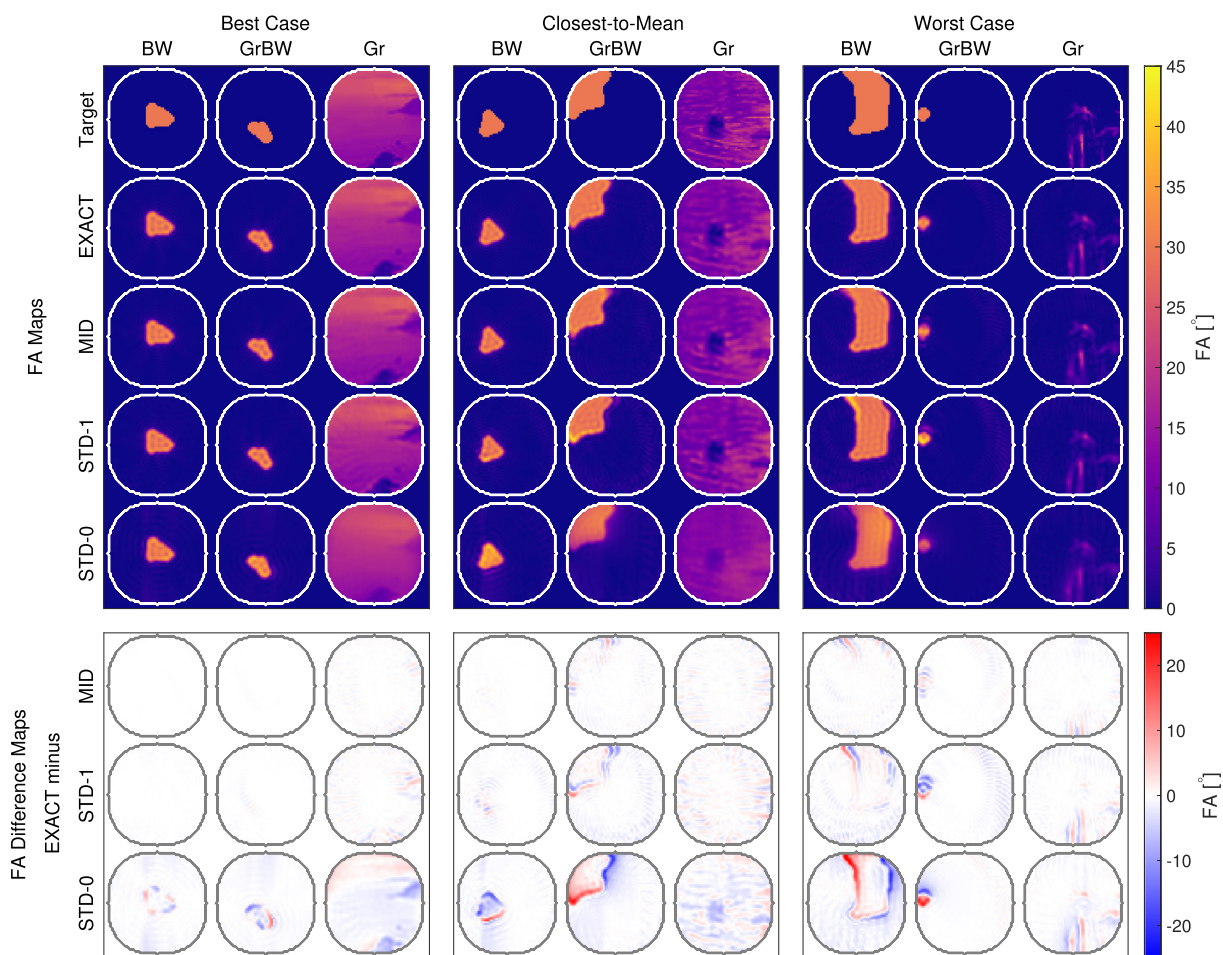 Best Case Closest-to-Mean Worst Case
BW GrBW Gr BW GrBW Gr BW GrBW Gr
FA Maps
Target
EXACT
MID
STD-1
STD-0
45
40
35
30
25
20
15
10
5
0
FA [°]
FA Difference Maps
EXACT minus
MID
STD-1
STD-0
20
10
0
-10
-20
FA [°]